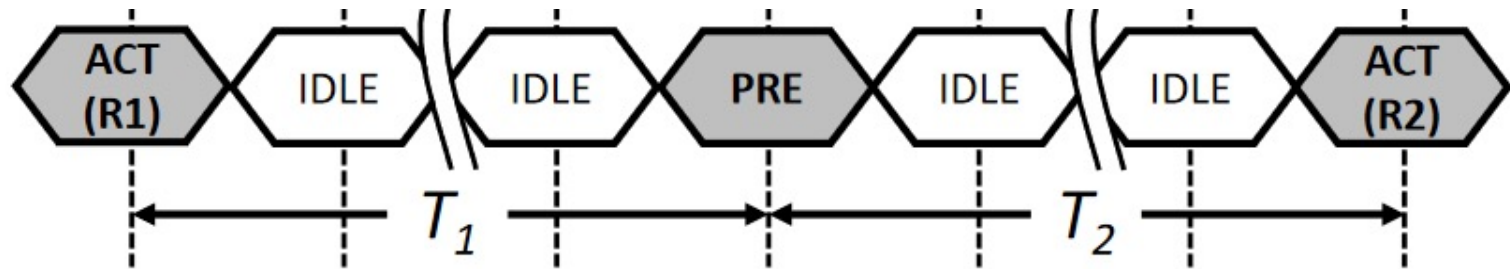 ACT
(R1)
IDLE
IDLE
PRE
IDLE
IDLE
ACT
(R2)
T₁
T₂